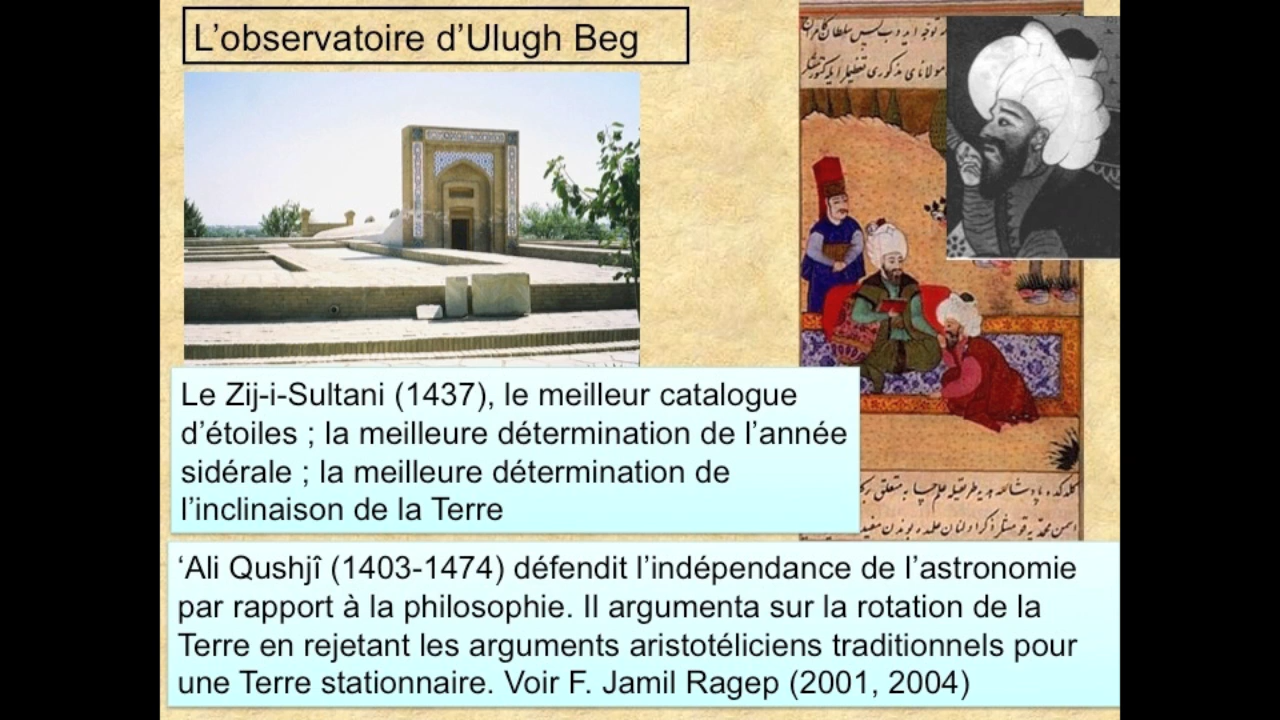 L’observatoire d’Ulugh Beg
Le Zij-i-Sultani (1437), le meilleur catalogue
d’étoiles ; la meilleure détermination de l’année
sidérale ; la meilleure détermination de
l’inclinaison de la Terre
‘Ali Qushjî (1403-1474) défendit l’indépendance de l’astronomie
par rapport à la philosophie. Il argumenta sur la rotation de la
Terre en rejetant les arguments aristotéliciens traditionnels pour
une Terre stationnaire. Voir F. Jamil Ragep (2001, 2004)